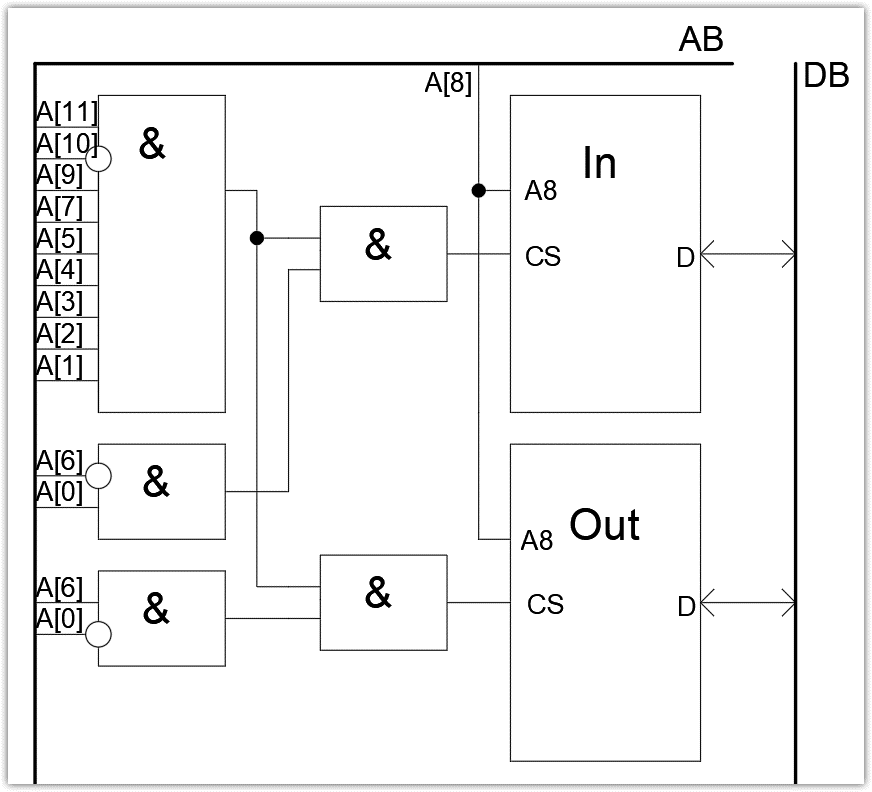 AB
DB
A[8]
A[11]
A[10]
A[9]
A[7]
A[5]
A[4]
A[3]
A[2]
A[1]
&
&
In
A8
CS
D
A[6]
A[0]
&
Out
A8
CS
D
A[6]
A[0]
&
&